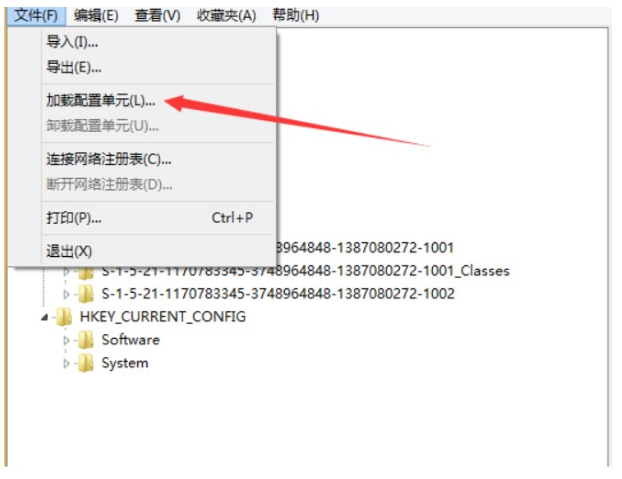 文件(F) 编辑(E) 查看(V) 收藏夹(A) 帮助(H)
导入(I)...
导出(E)...
加载配置单元(L)...
卸载配置单元(U)...
连接网络注册表(C)...
断开网络注册表(D)...
打印(P)... Ctrl+P
退出(X)
8964848-1387080272-1001
S-1-5-21-1170783345-3748964848-1387080272-1001_Classes
S-1-5-21-1170783345-3748964848-1387080272-1002
HKEY_CURRENT_CONFIG
Software
System